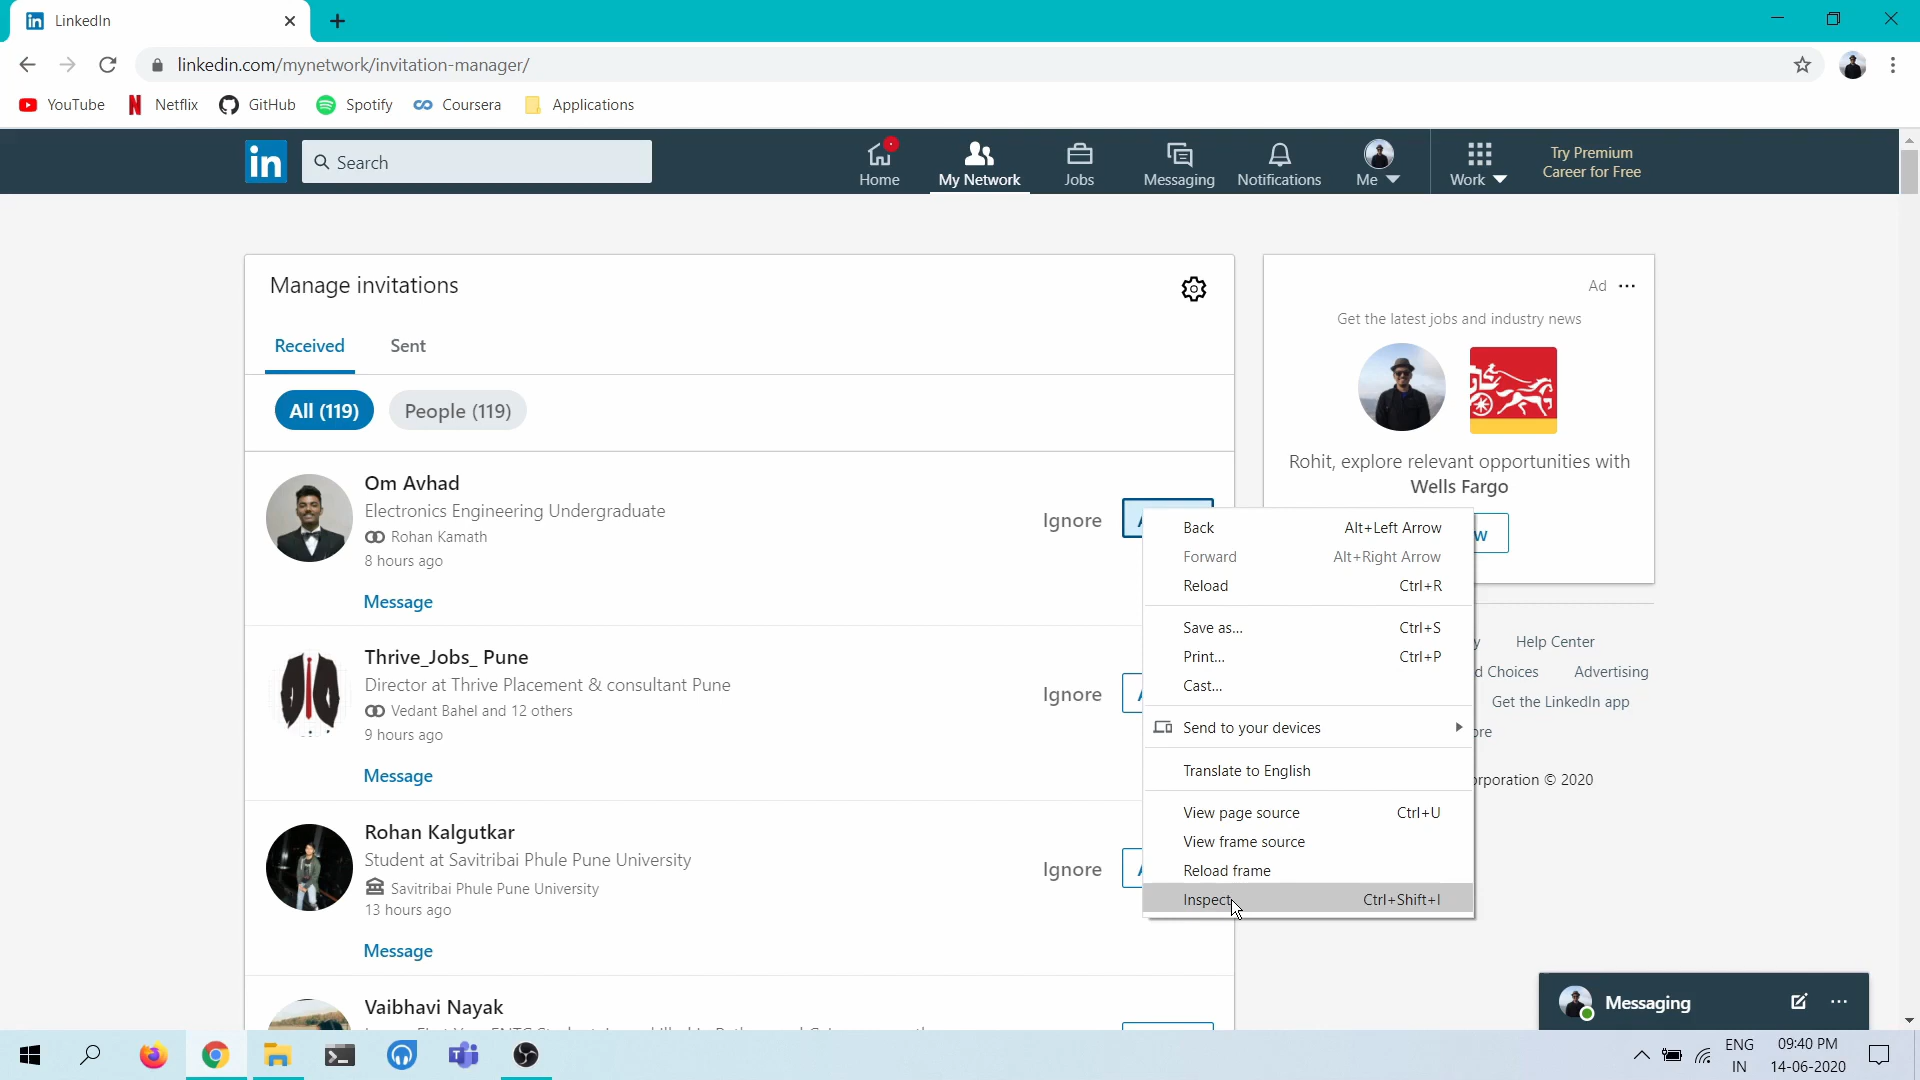 LinkedIn
linkedin.com/mynetwork/invitation-manager/
YouTube Netflix GitHub Spotify Coursera Applications
in Search
Home My Network Jobs Messaging Notifications Me Work
Try Premium
Career for Free
Manage invitations
Received Sent
All (119) People (119)
Om Avhad
Electronics Engineering Undergraduate
Rohan Kamath
8 hours ago
Message
Ignore
Thrive_Jobs_ Pune
Director at Thrive Placement & consultant Pune
Vedant Bahel and 12 others
9 hours ago
Message
Ignore
Rohan Kalgutkar
Student at Savitribai Phule Pune University
Savitribai Phule Pune University
13 hours ago
Message
Ignore
Vaibhavi Nayak
Back Alt+Left Arrow
Forward Alt+Right Arrow
Reload Ctrl+R
Save as... Ctrl+S
Print... Ctrl+P
Cast...
Send to your devices
Translate to English
View page source Ctrl+U
View frame source
Reload frame
Inspect Ctrl+Shift+I
Ad
Get the latest jobs and industry news
Rohit, explore relevant opportunities with
Wells Fargo
Help Center
Choices Advertising
Get the LinkedIn app
© 2020
Messaging
ENG
IN
09:40 PM
14-06-2020